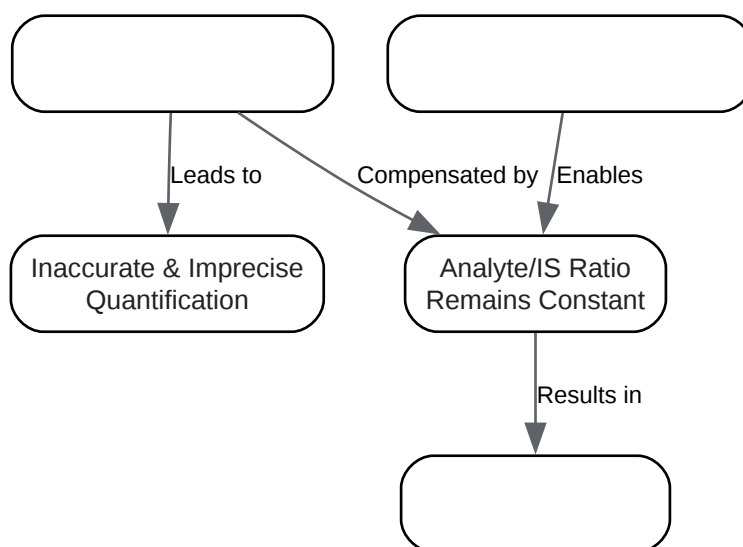 Leads to
Compensated by
Enables
Inaccurate & Imprecise
Quantification
Analyte/IS Ratio
Remains Constant
Results in